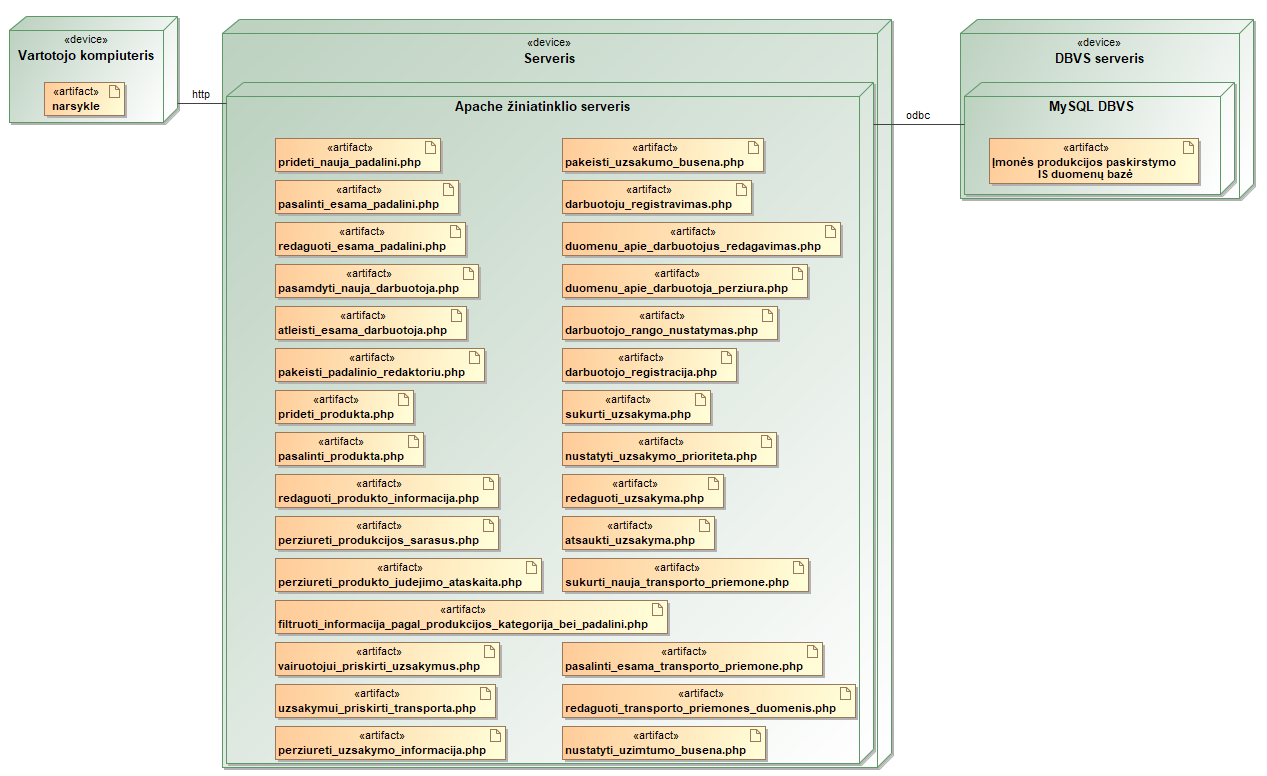 «device»
Vartotojo kompiuteris
«artifact»
narsykle
http
«device»
Serveris
Apache žiniatinklio serveris
«artifact»
prideti_nauja_padalini.php
«artifact»
pasalinti_esama_padalini.php
«artifact»
redaguoti_esama_padalini.php
«artifact»
pasamdyti_nauja_darbuotoja.php
«artifact»
atleisti_esama_darbuotoja.php
«artifact»
pakeisti_padalinio_redaktoriu.php
«artifact»
prideti_produkta.php
«artifact»
pasalinti_produkta.php
«artifact»
redaguoti_produkto_informacija.php
«artifact»
perziureti_produkcijos_sarasus.php
«artifact»
perziureti_produkto_judejimo_ataskaita.php
«artifact»
filtruoti_informacija_pagal_produkcijos_kategorija_bei_padalini.php
«artifact»
vairuotojui_priskirti_uzsakymus.php
«artifact»
uzsakymui_priskirti_transporta.php
«artifact»
perziureti_uzsakymo_informacija.php
«artifact»
pakeisti_uzsakumo_busena.php
«artifact»
darbuotoju_registravimas.php
«artifact»
duomenu_apie_darbuotojus_redagavimas.php
«artifact»
duomenu_apie_darbuotoja_perziura.php
«artifact»
darbuotojo_rango_nustatymas.php
«artifact»
darbuotojo_registracija.php
«artifact»
sukurti_uzsakyma.php
«artifact»
nustatyti_uzsakymo_prioriteta.php
«artifact»
redaguoti_uzsakyma.php
«artifact»
atsaukti_uzsakyma.php
«artifact»
sukurti_nauja_transporto_priemone.php
«artifact»
pasalinti_esama_transporto_priemone.php
«artifact»
redaguoti_transporto_priemones_duomenis.php
«artifact»
nustatyti_uzimtumo_busena.php
odbc
«device»
DBVS serveris
MySQL DBVS
«artifact»
Įmonės produkcijos paskirstymo
IS duomenų bazė